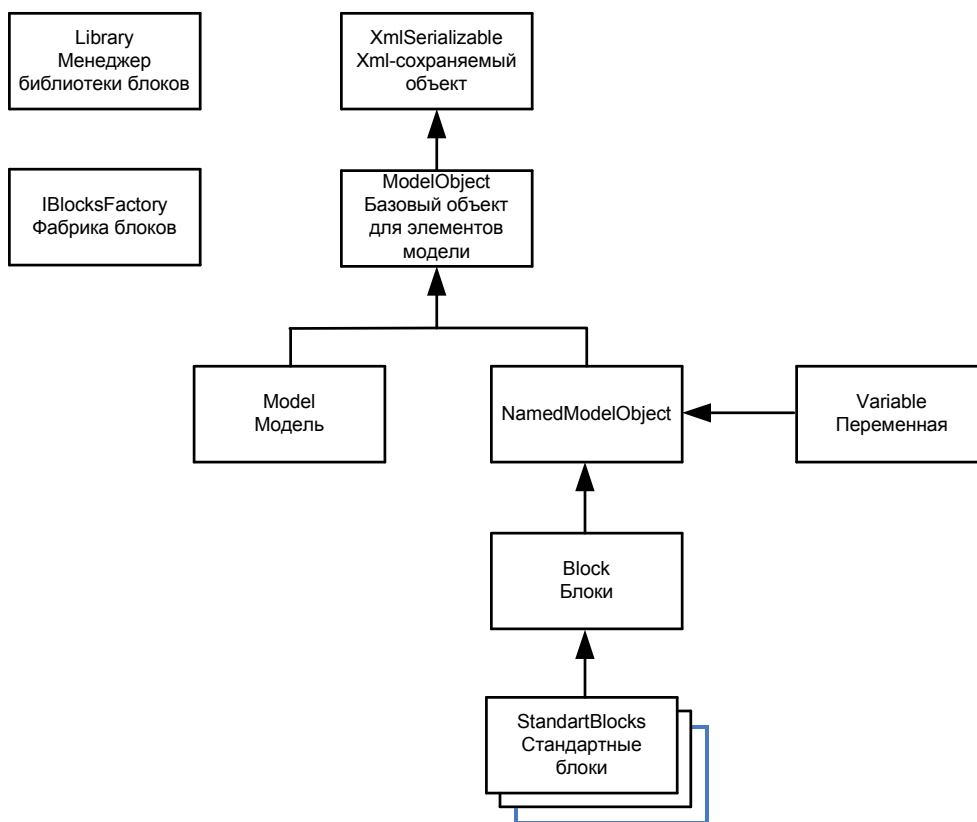 Library
Менеджер
библиотеки блоков
XmlSerializable
Xml-сохраняемый
объект
IBlocksFactory
Фабрика блоков
ModelObject
Базовый объект
для элементов
модели
Model
Модель
NamedModelObject
Variable
Переменная
Block
Блоки
StandartBlocks
Стандартные
блоки